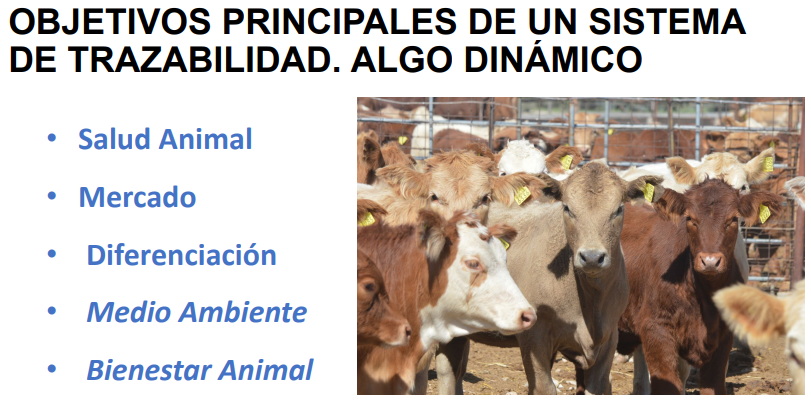 OBJETIVOS PRINCIPALES DE UN SISTEMA
DE TRAZABILIDAD. ALGO DINÁMICO
• Salud Animal
• Mercado
• Diferenciación
• Medio Ambiente
• Bienestar Animal